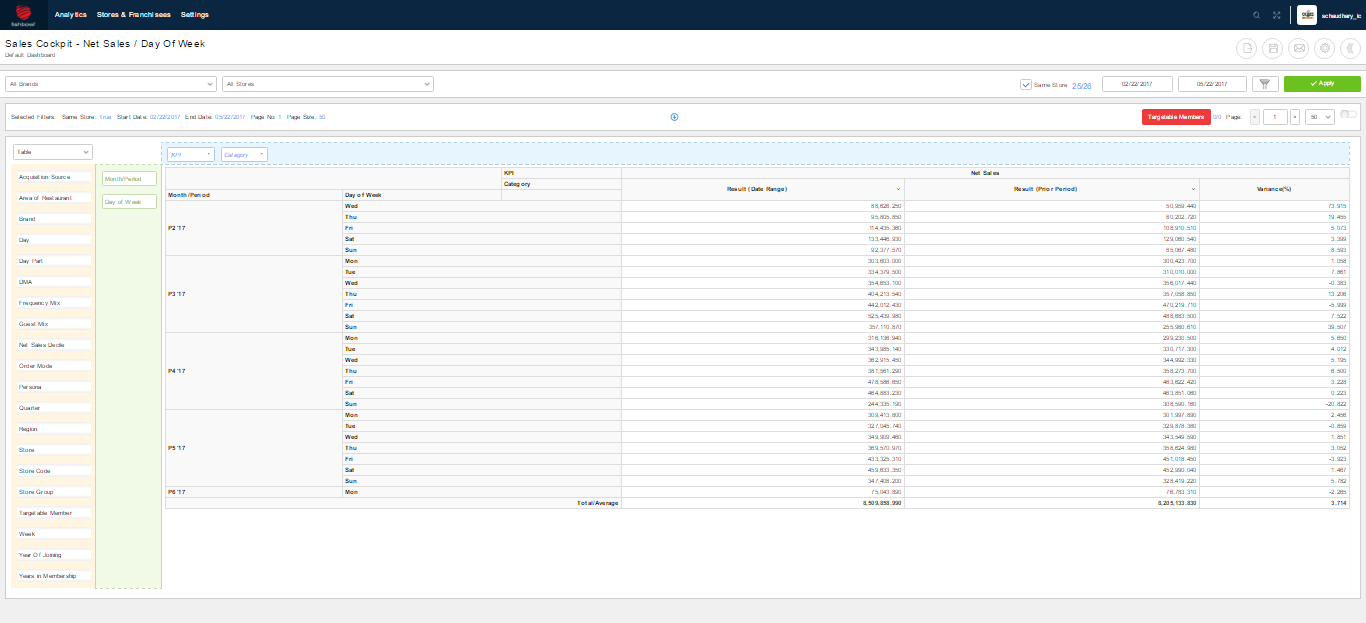 fishbowl
Analytics Stores & Franchisees Settings
schaudhary_ic
Sales Cockpit - Net Sales / Day Of Week
Default Dashboard
All Brands All Stores Same Store 25/26 02/22/2017 05/22/2017 Apply
Selected Filters: Same Store: true Start Date: 02/22/2017 End Date: 05/22/2017 Page No: 1 Page Size: 50 Targetable Members 0/0 Page: « 1 » 50
Table KPI Category
Acquisition Source
Area of Restaurant
Brand
Day
Day Part
DMA
Frequency Mix
Guest Mix
Net Sales Decile
Order Mode
Persona
Quarter
Region
Store
Store Code
Store Group
Targetable Member
Week
Year Of Joining
Years in Membership
Month/Period
Day of Week
KPI Net Sales
Category Result (Date Range) Result (Prior Period) Variance(%)
Month/Period Day of Week
P2 '17
Wed 88,626.250 50,959.440 73.915
Thu 95,805.850 80,202.720 19.455
Fri 114,435.380 108,910.510 5.073
Sat 133,446.930 129,060.540 3.399
Sun 92,377.570 85,067.480 8.593
P3 '17
Mon 303,603.000 300,423.700 1.058
Tue 334,379.500 310,010.000 7.861
Wed 354,653.100 356,017.440 -0.383
Thu 404,213.540 357,058.850 13.206
Fri 442,012.430 470,219.710 -5.999
Sat 525,439.980 488,683.500 7.522
Sun 357,110.870 255,980.610 39.507
P4 '17
Mon 316,136.940 299,230.500 5.650
Tue 343,985.140 330,717.300 4.012
Wed 362,915.450 344,992.330 5.195
Thu 381,561.290 358,273.700 6.500
Fri 478,586.650 463,622.420 3.228
Sat 464,883.230 463,851.060 0.223
Sun 244,335.190 308,590.160 -20.822
P5 '17
Mon 309,413.800 301,997.890 2.456
Tue 327,045.740 329,878.380 -0.859
Wed 349,909.460 343,549.590 1.851
Thu 369,570.970 358,624.980 3.052
Fri 433,325.310 451,018.450 -3.923
Sat 459,633.350 452,990.040 1.467
Sun 347,408.200 328,419.220 5.782
P6 '17 Mon 75,043.890 76,783.310 -2.265
Total/Average 8,509,858.990 8,205,133.830 3.714